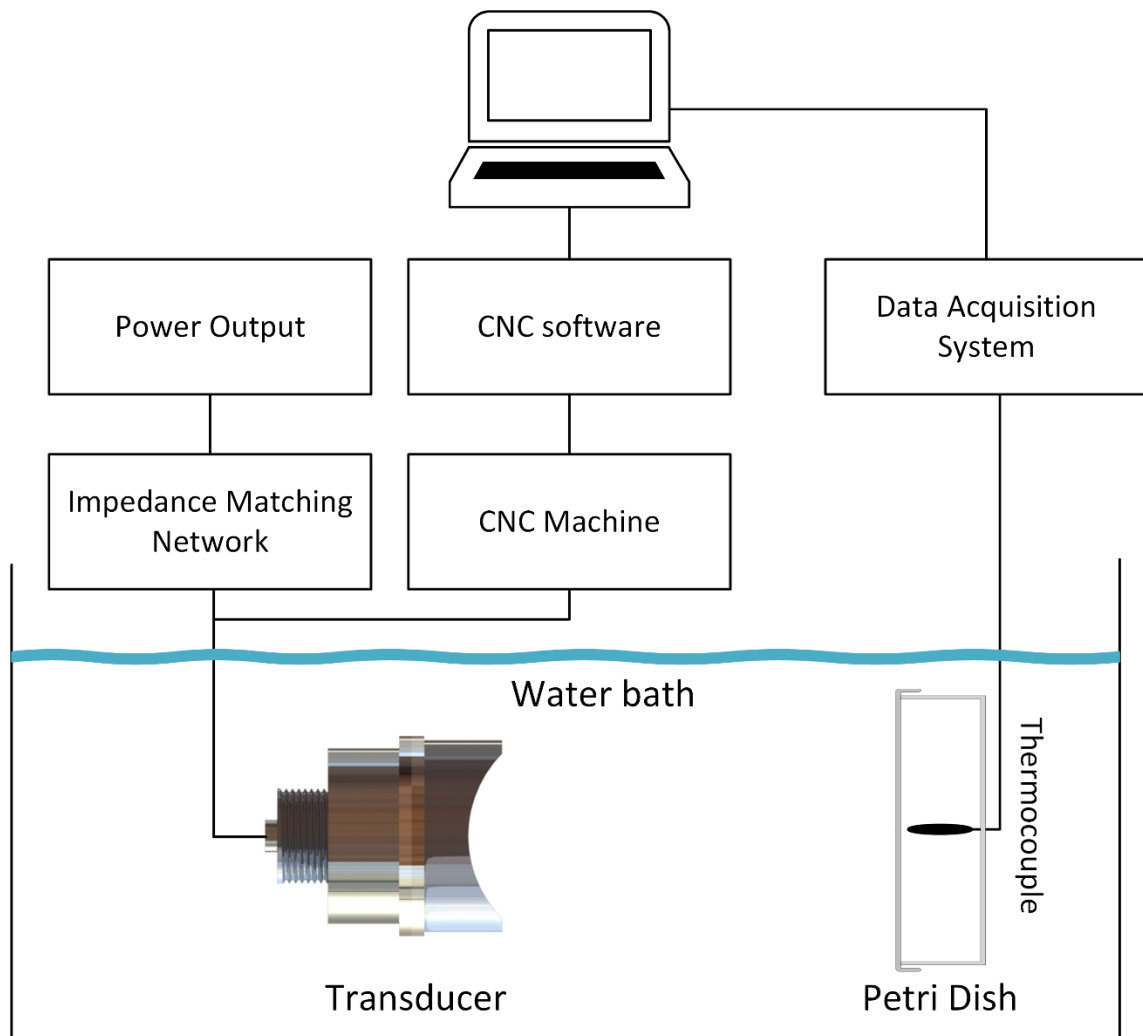 Power Output
CNC software
Data Acquisition
System
Impedance Matching
Network
CNC Machine
Water bath
Thermocouple
Transducer
Petri Dish